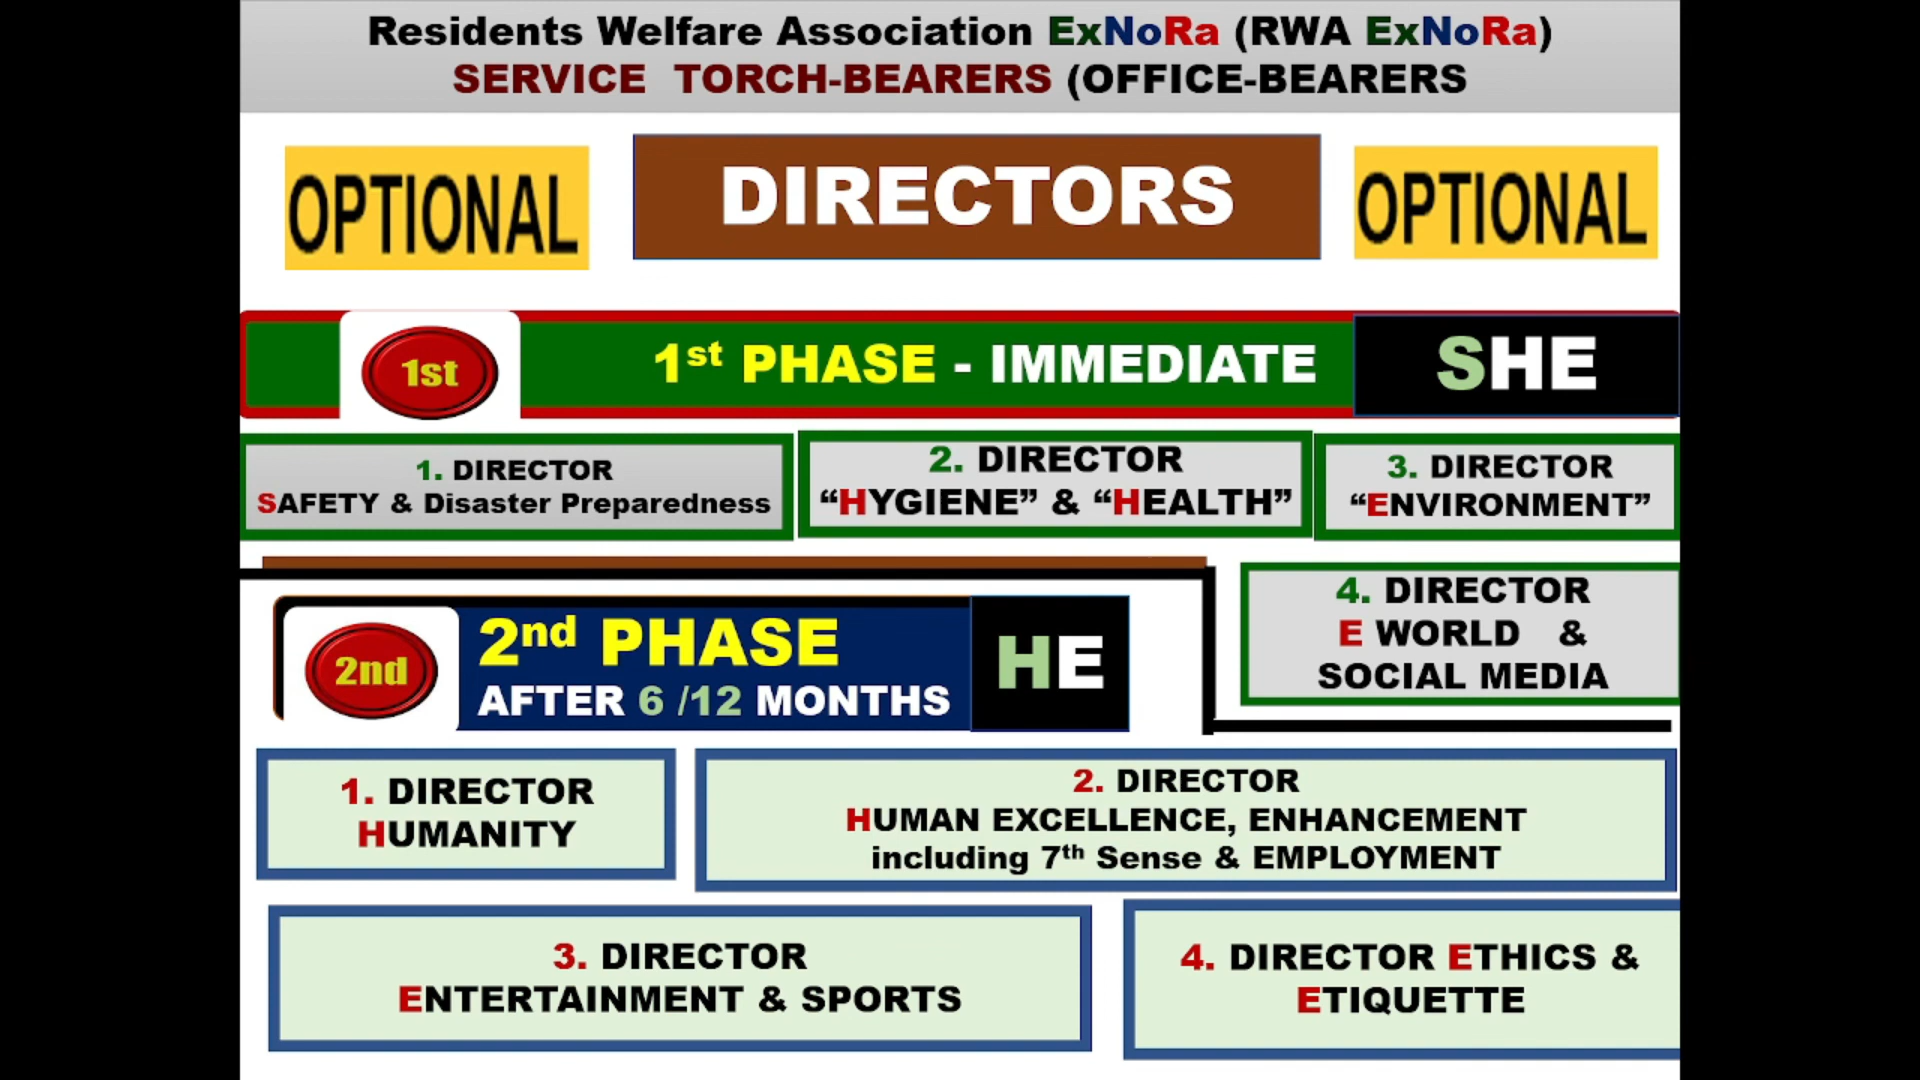 Residents Welfare Association ExNoRa (RWA ExNoRa)
SERVICE TORCH-BEARERS (OFFICE-BEARERS
OPTIONAL
DIRECTORS
OPTIONAL
1st
1st PHASE - IMMEDIATE
SHE
1. DIRECTOR
SAFETY & Disaster Preparedness
2. DIRECTOR
“HYGIENE” & “HEALTH”
3. DIRECTOR
“ENVIRONMENT”
4. DIRECTOR
E WORLD &
SOCIAL MEDIA
2nd
2nd PHASE
AFTER 6 /12 MONTHS
HE
1. DIRECTOR
HUMANITY
2. DIRECTOR
HUMAN EXCELLENCE, ENHANCEMENT
including 7th Sense & EMPLOYMENT
3. DIRECTOR
ENTERTAINMENT & SPORTS
4. DIRECTOR ETHICS &
ETIQUETTE